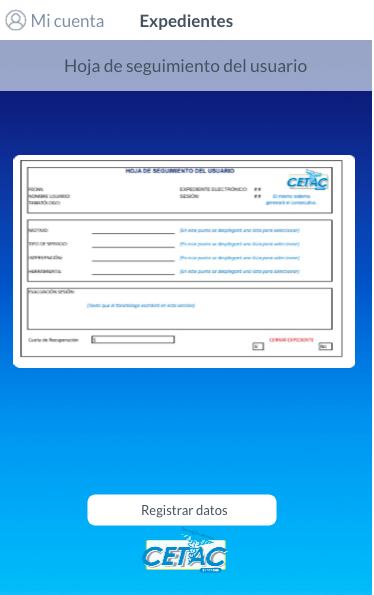 Mi cuenta Expedientes
Hoja de seguimiento del usuario
HOJA DE SEGUIMIENTO DEL USUARIO
CETAC
FECHA: EXPEDIENTE ELECTRÓNICO: ##
NOMBRE USUARIO: SESIÓN: ## El mismo sistema
TANATÓLOGO: generará el consecutivo.
MOTIVO: (En este punto se desplegará una lista para seleccionar)
TIPO DE SERVICIO: (En este punto se desplegará una lista para seleccionar)
INTERVENCIÓN: (En este punto se desplegará una lista para seleccionar)
HERRAMIENTA: (En este punto se desplegará una lista para seleccionar)
EVALUACIÓN SESIÓN:
(Texto que el tanatólogo escribirá en esta sección)
Cuota de Recuperación $
CERRAR EXPEDIENTE
SI NO
Registrar datos
CETAC